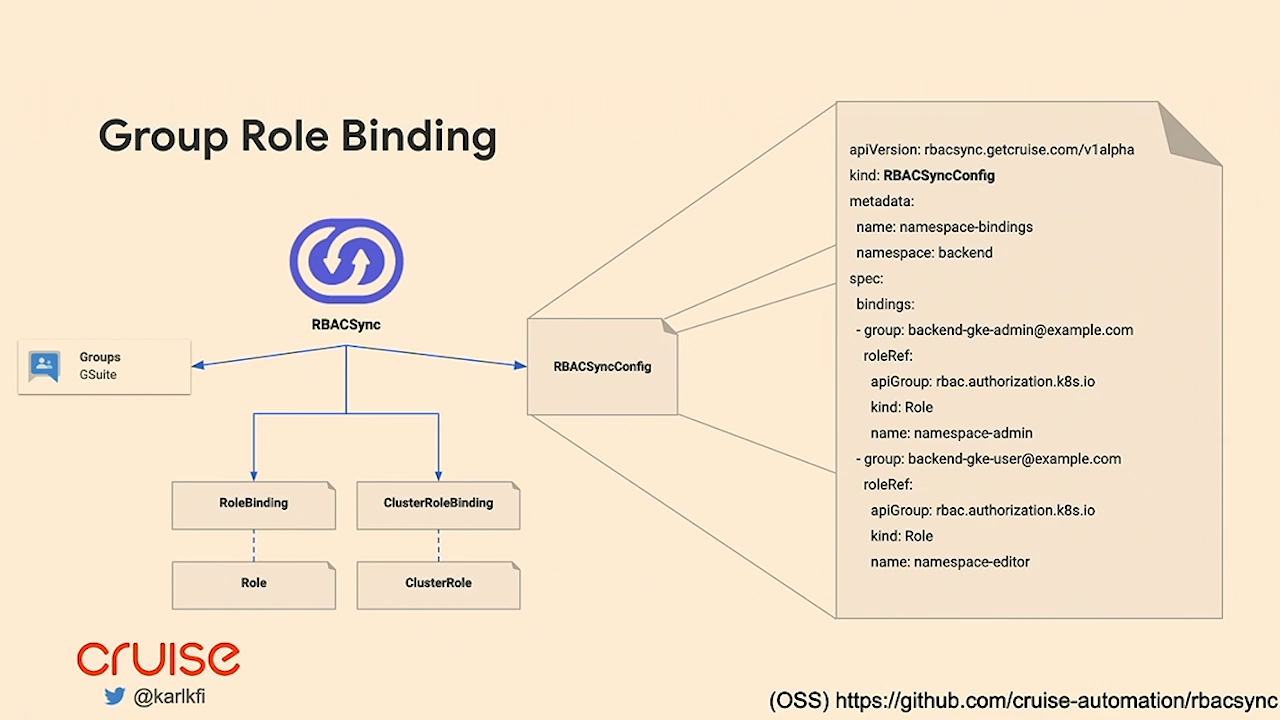 Group Role Binding
RBACSync
Groups
GSuite
RBACSyncConfig
RoleBinding
ClusterRoleBinding
Role
ClusterRole
apiVersion: rbacsync.getcruise.com/v1alpha
kind: RBACSyncConfig
metadata:
name: namespace-bindings
namespace: backend
spec:
bindings:
- group: backend-gke-admin@example.com
roleRef:
apiGroup: rbac.authorization.k8s.io
kind: Role
name: namespace-admin
- group: backend-gke-user@example.com
roleRef:
apiGroup: rbac.authorization.k8s.io
kind: Role
name: namespace-editor
cruise
@karlkfi
(OSS) https://github.com/cruise-automation/rbacsync